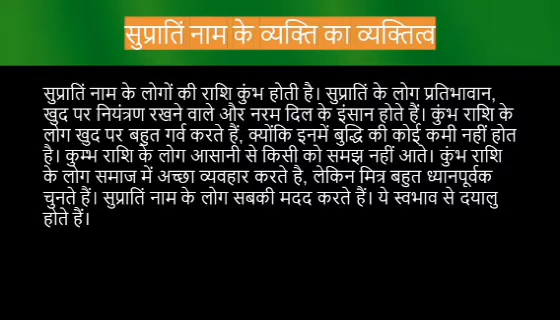 सुप्रातिं नाम के व्यक्ति का व्यक्तित्व
सुप्रातिं नाम के लोगों की राशि कुंभ होती है। सुप्रातिं के लोग प्रतिभावान,
खुद पर नियंत्रण रखने वाले और नरम दिल के इंसान होते हैं। कुंभ राशि के
लोग खुद पर बहुत गर्व करते हैं, क्योंकि इनमें बुद्धि की कोई कमी नहीं होत
है। कुम्भ राशि के लोग आसानी से किसी को समझ नहीं आते। कुंभ राशि
के लोग समाज में अच्छा व्यवहार करते है, लेकिन मित्र बहुत ध्यानपूर्वक
चुनते हैं। सुप्रातिं नाम के लोग सबकी मदद करते हैं। ये स्वभाव से दयालु
होते हैं।